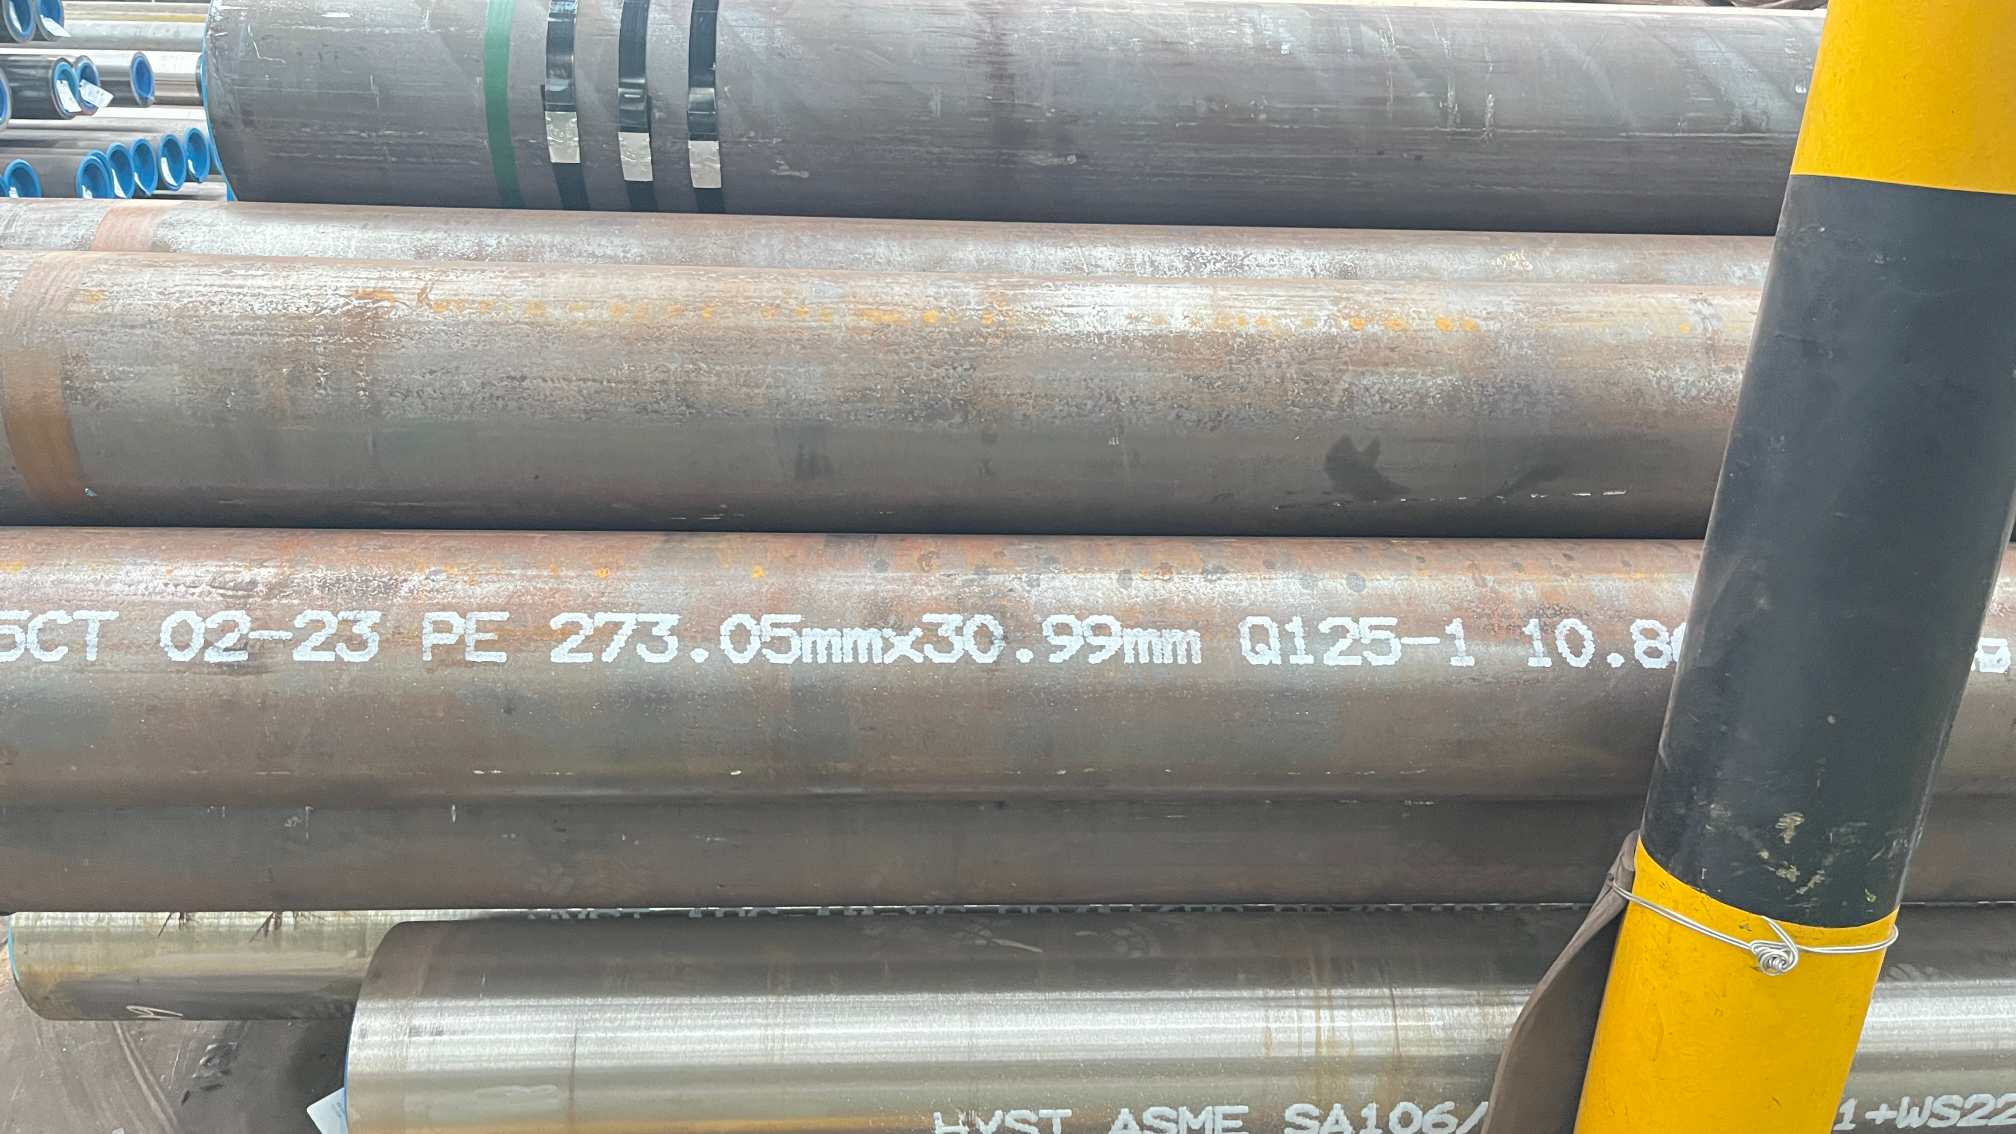 5CT 02-23 PE 273.05mmx30.99mm Q125-1 10.8
HYST ASME SA106/ 1+WS22